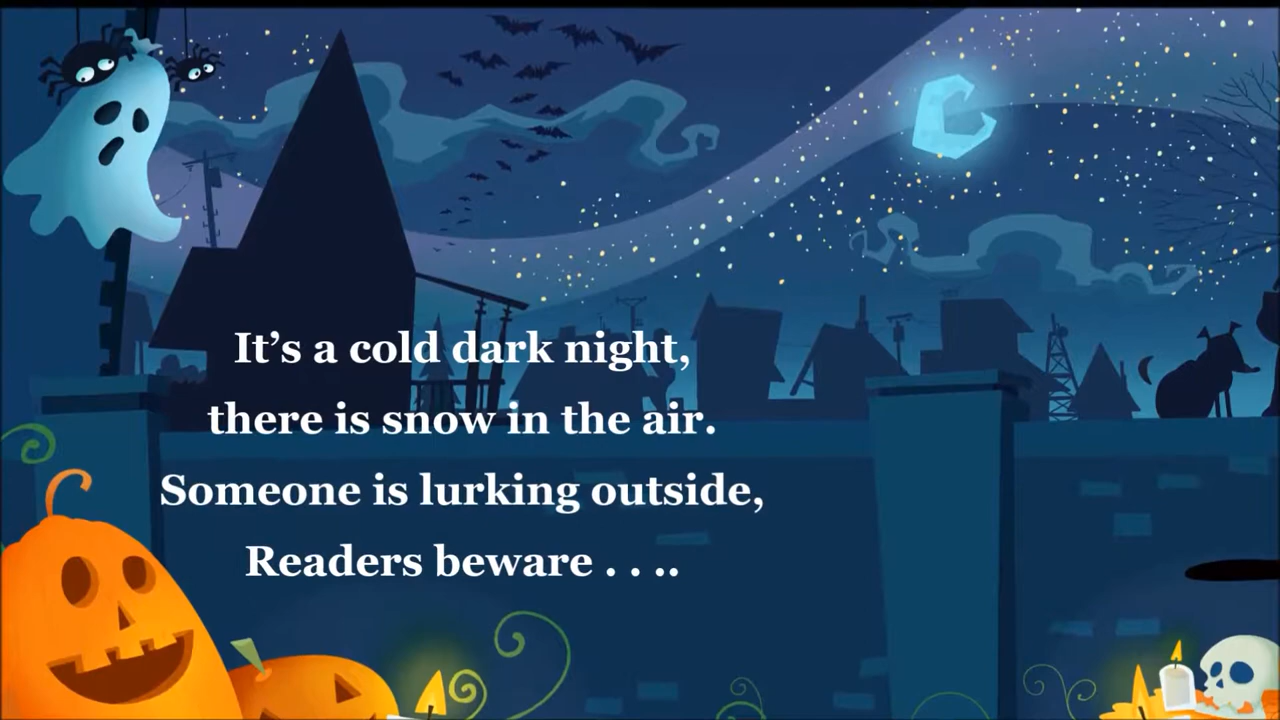 It’s a cold dark night,
there is snow in the air.
Someone is lurking outside,
Readers beware . . ..